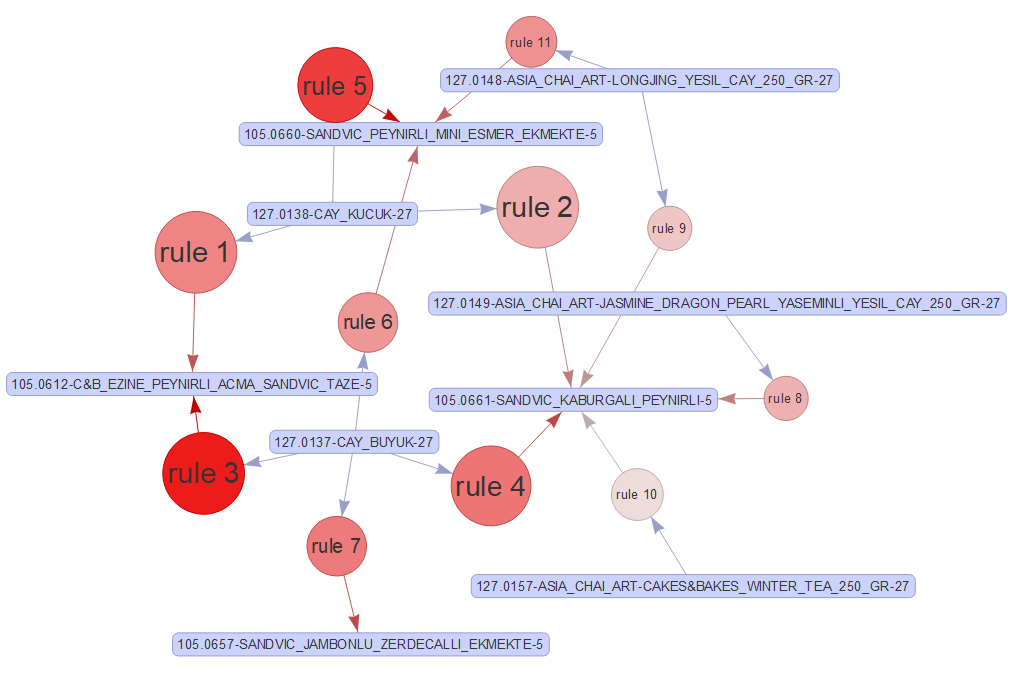 rule 11
127.0148-ASIA_CHAI_ART-LONGJING_YESIL_CAY_250_GR-27
rule 5
105.0660-SANDVIC_PEYNIRLI_MINI_ESMER_EKMEKTE-5
rule 2
127.0138-CAY_KUCUK-27
rule 9
rule 1
127.0149-ASIA_CHAI_ART-JASMINE_DRAGON_PEARL_YASEMINLI_YESIL_CAY_250_GR-27
rule 6
105.0612-C&B_EZINE_PEYNIRLI_ACMA_SANDVIC_TAZE-5
105.0661-SANDVIC_KABURGALI_PEYNIRLI-5
rule 8
127.0137-CAY_BUYUK-27
rule 3
rule 4
rule 10
rule 7
127.0157-ASIA_CHAI_ART-CAKES&BAKES_WINTER_TEA_250_GR-27
105.0657-SANDVIC_JAMBONLU_ZERDECALLI_EKMEKTE-5